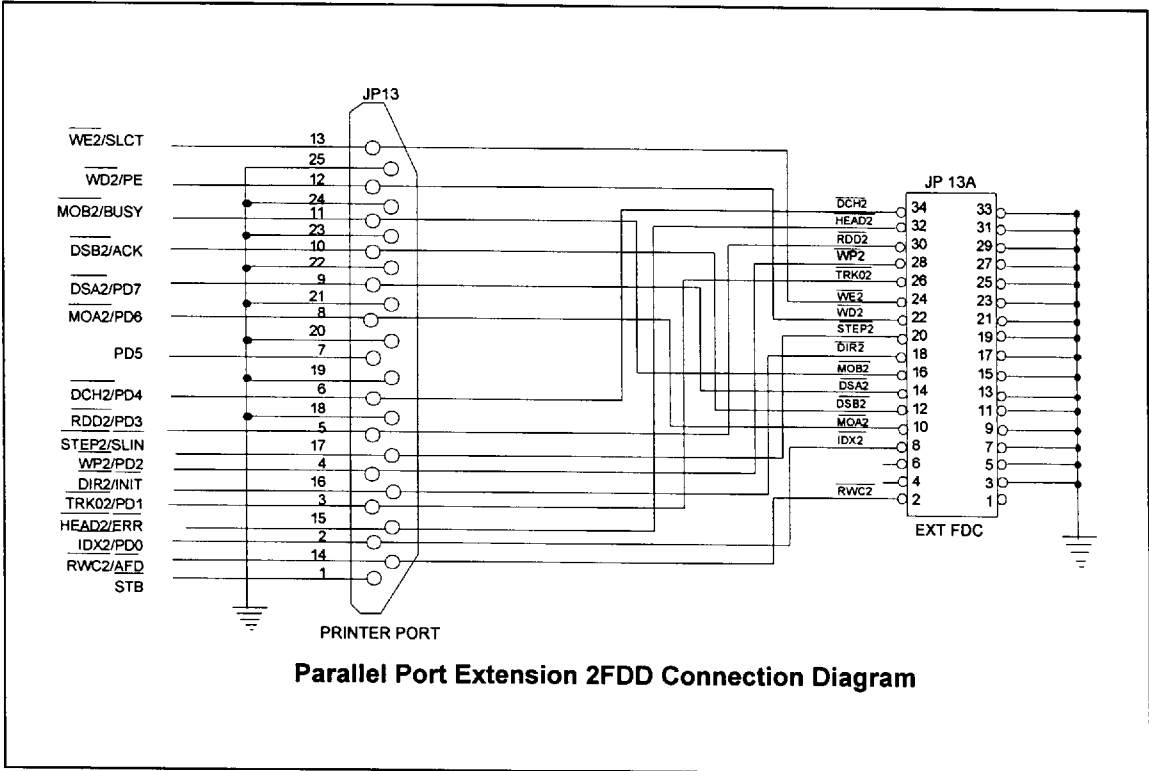 JP13
WE2/SLCT 13
25
WD2/PE 12
24
MOB2/BUSY 11
23
DSB2/ACK 10
22
DSA2/PD7 9
21
MOA2/PD6 8
20
PD5 7
19
DCH2/PD4 6
18
RDD2/PD3 5
STEP2/SLIN 17
WP2/PD2 4
DIR2/INIT 16
TRK02/PD1 3
HEAD2/ERR 15
IDX2/PD0 2
RWC2/AFD 14
STB 1
PRINTER PORT
JP 13A
DCH2 34 33
HEAD2 32 31
RDD2 30 29
WP2 28 27
TRK02 26 25
WE2 24 23
WD2 22 21
STEP2 20 19
DIR2 18 17
MOB2 16 15
DSA2 14 13
DSB2 12 11
MOA2 10 9
IDX2 8 7
6 5
4 3
RWC2 2 1
EXT FDC
Parallel Port Extension 2FDD Connection Diagram